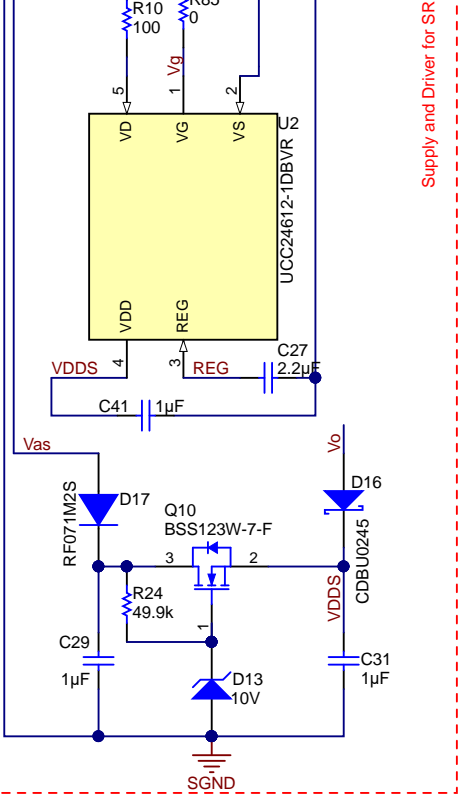 R10
100
R83
0
Vg
5
1
2
VD
VG
VS
U2
UCC24612-1DBVR
Supply and Driver for SR
VDD
REG
4
3
VDDS
REG
C27
2.2µF
C41
1µF
Vas
Vo
RF071M2S
D17
Q10
BSS123W-7-F
D16
CDBU0245
3
2
R24
49.9k
VDDS
1
C29
1µF
D13
10V
C31
1µF
SGND